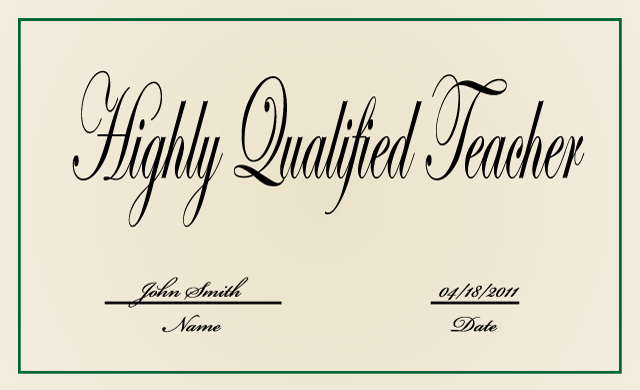 Highly Qualified Teacher
John Smith 04/18/2011
Name Date